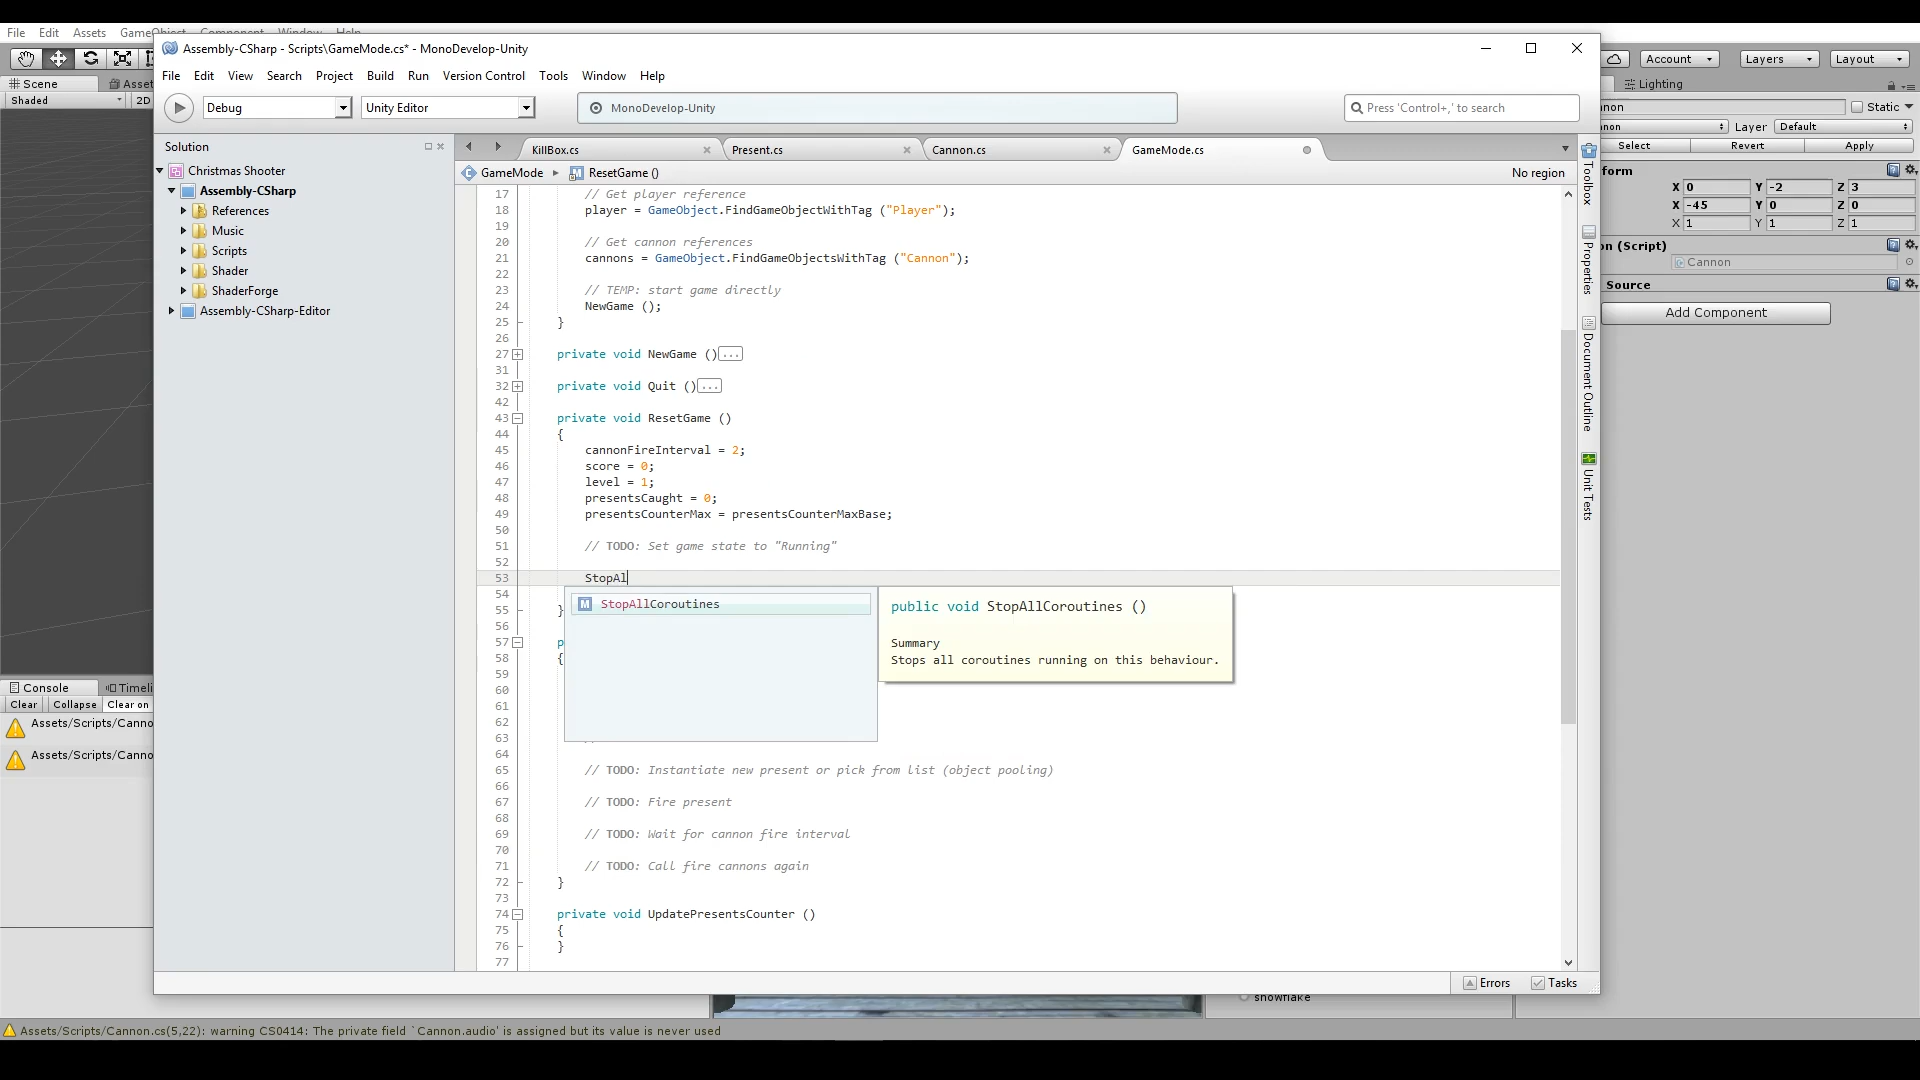 File Edit Assets GameObject Component Window Help
Assembly-CSharp - Scripts\GameMode.cs* - MonoDevelop-Unity
File Edit View Search Project Build Run Version Control Tools Window Help
Account Layers Layout
Scene Asset
Shaded 2D
Debug Unity Editor MonoDevelop-Unity Press 'Control+,' to search
Lighting
Static
Layer Default
Select Revert Apply
X 0 Y -2 Z 3
X -45 Y 0 Z 0
X 1 Y 1 Z 1
(Script)
Cannon
Source
Add Component
Solution
Christmas Shooter
Assembly-CSharp
References
Music
Scripts
Shader
ShaderForge
Assembly-CSharp-Editor
KillBox.cs Present.cs Cannon.cs GameMode.cs
GameMode ResetGame () No region
17 // Get player reference
18 player = GameObject.FindGameObjectWithTag ("Player");
19
20 // Get cannon references
21 cannons = GameObject.FindGameObjectsWithTag ("Cannon");
22
23 // TEMP: start game directly
24 NewGame ();
25 }
26
27 private void NewGame ()...
31
32 private void Quit ()...
42
43 private void ResetGame ()
44 {
45 cannonFireInterval = 2;
46 score = 0;
47 level = 1;
48 presentsCaught = 0;
49 presentsCounterMax = presentsCounterMaxBase;
50
51 // TODO: Set game state to "Running"
52
53 StopAl
54
55 }
56
57 p
58 {
59
60
61
62
63
64
65 // TODO: Instantiate new present or pick from list (object pooling)
66
67 // TODO: Fire present
68
69 // TODO: Wait for cannon fire interval
70
71 // TODO: Call fire cannons again
72 }
73
74 private void UpdatePresentsCounter ()
75 {
76 }
77
M StopAllCoroutines
public void StopAllCoroutines ()
Summary
Stops all coroutines running on this behaviour.
Toolbox
Properties
Document Outline
Unit Tests
Errors Tasks
Console Timeli
Clear Collapse Clear on
Assets/Scripts/Canno
Assets/Scripts/Canno
snowflake
Assets/Scripts/Cannon.cs(5,22): warning CS0414: The private field `Cannon.audio' is assigned but its value is never used